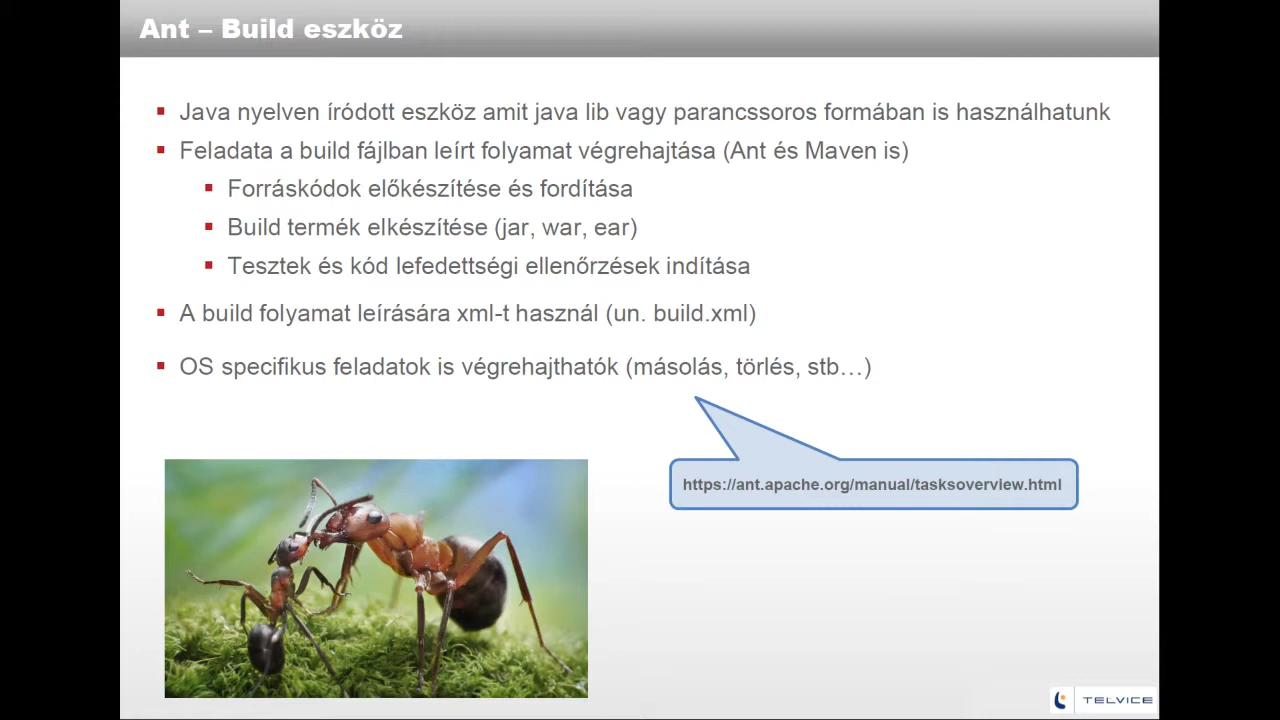 Ant – Build eszköz
Java nyelven íródott eszköz amit java lib vagy parancssoros formában is használhatunk
Feladata a build fájlban leírt folyamat végrehajtása (Ant és Maven is)
Forráskódok előkészítése és fordítása
Build termék elkészítése (jar, war, ear)
Tesztek és kód lefedettségi ellenőrzések indítása
A build folyamat leírására xml-t használ (un. build.xml)
OS specifikus feladatok is végrehajthatók (másolás, törlés, stb…)
https://ant.apache.org/manual/tasksoverview.html
TELVICE